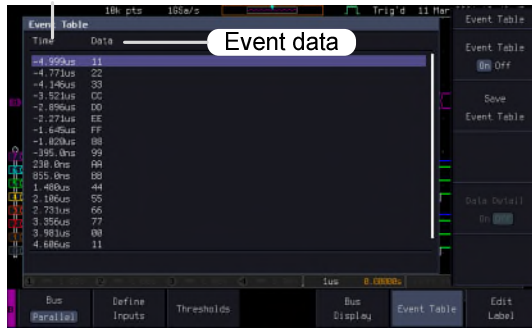 10k pts 1GSa/s Trig'd 11 Mar
Event Table
Time Data
Event data
-4.999us 11
-4.771us 22
-4.146us 33
-3.521us CC
-2.896us DD
-2.271us EE
-1.645us FF
-1.020us 88
-395.0ns 99
230.0ns AA
855.0ns BB
1.480us 44
2.106us 55
2.731us 66
3.356us 77
3.981us 00
4.606us 11
Event Table
Event Table
On Off
Save
Event Table
Data Detail
On Off
1us 0.00000s
Bus
Parallel
Define
Inputs
Thresholds
Bus
Display
Event Table
Edit
Label